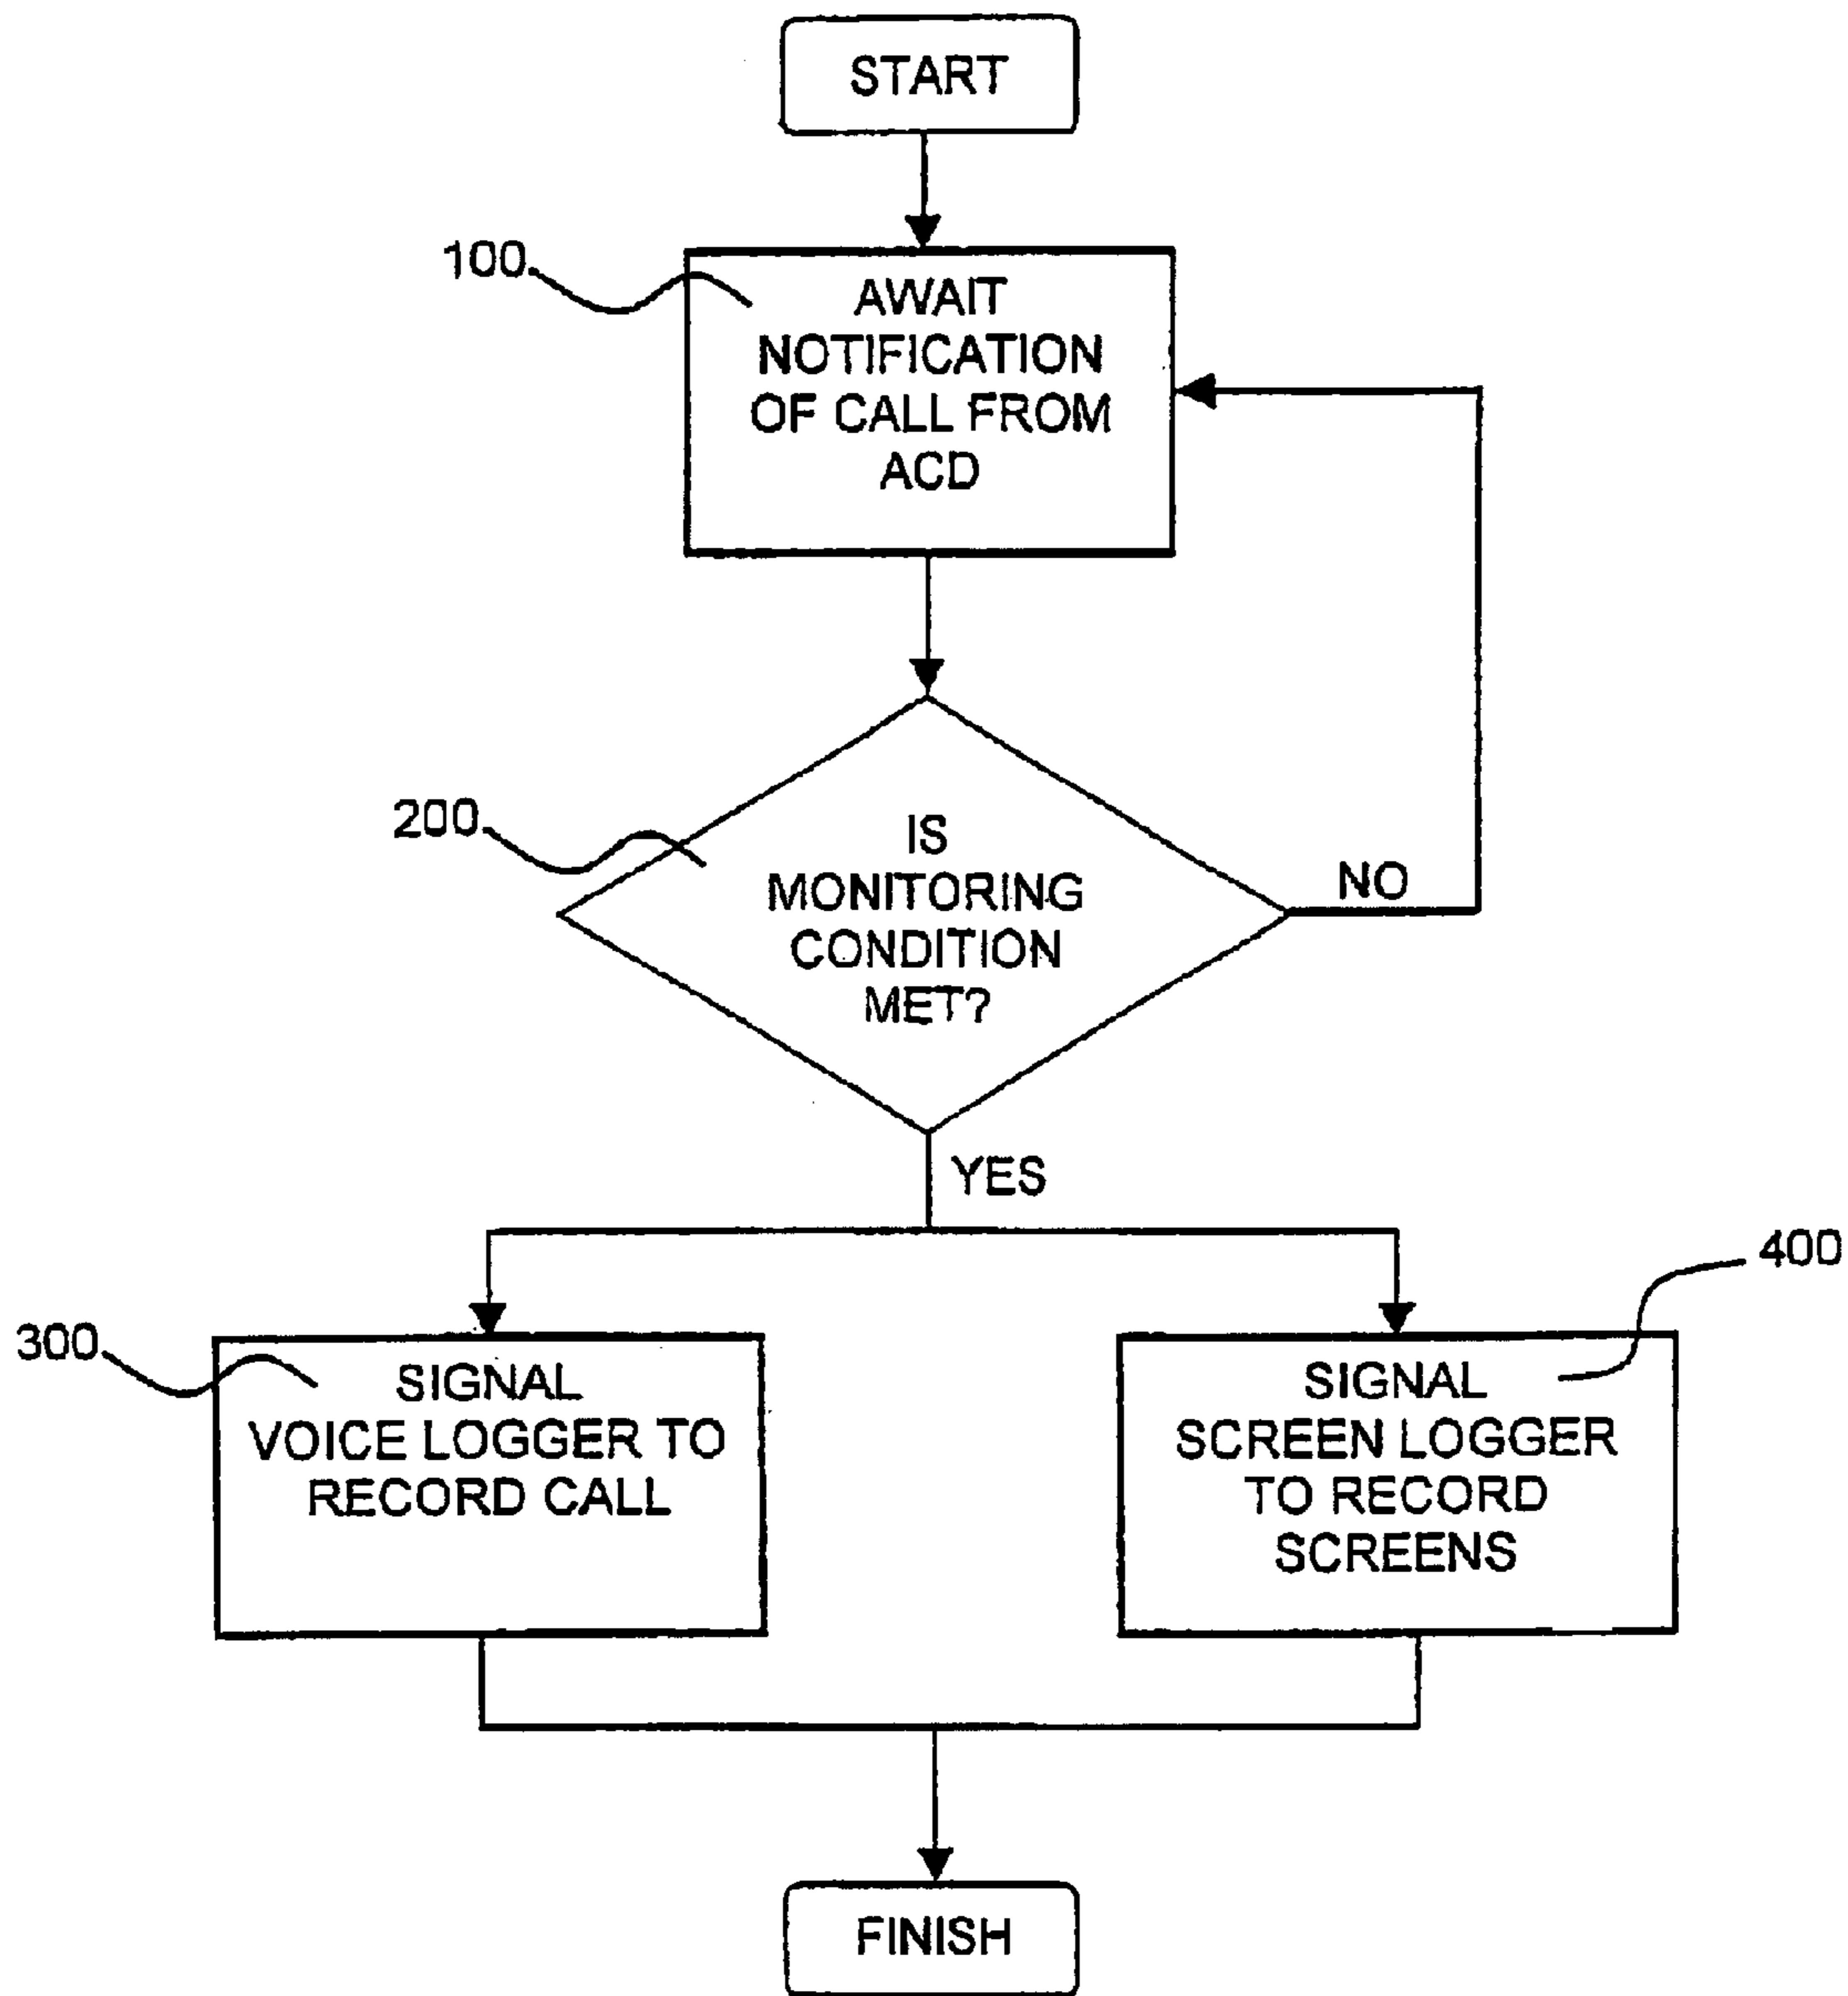 START
100
AWAIT
NOTIFICATION
OF CALL FROM
ACD
200
IS
MONITORING
CONDITION
MET?
NO
YES
300
SIGNAL
VOICE LOGGER TO
RECORD CALL
400
SIGNAL
SCREEN LOGGER
TO RECORD
SCREENS
FINISH